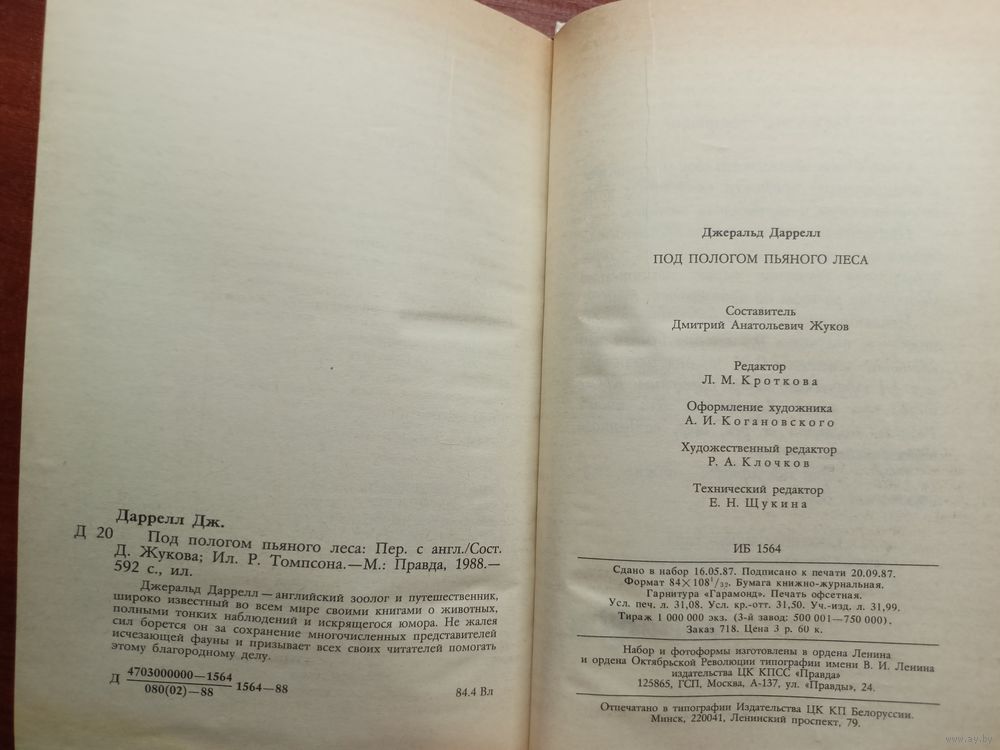 Даррелл Дж.
Д 20 Под пологом пьяного леса: Пер. с англ./Сост.
Д. Жукова; Ил. Р. Томпсона.—М.: Правда, 1988.—
592 с., ил.
Джеральд Даррелл — английский зоолог и путешественник,
широко известный во всем мире своими книгами о животных,
полными тонких наблюдений и искрящегося юмора. Не жалея
сил борется он за сохранение многочисленных представителей
исчезающей фауны и призывает всех своих читателей помогать
этому благородному делу.
Д 4703000000—1564
080(02)—88
1564—88
84.4 Вл
Джеральд Даррелл
ПОД ПОЛОГОМ ПЬЯНОГО ЛЕСА
Составитель
Дмитрий Анатольевич Жуков
Редактор
Л. М. Кроткова
Оформление художника
А. И. Когановского
Художественный редактор
Р. А. Клочков
Технический редактор
Е. Н. Щукина
ИБ 1564
Сдано в набор 16.05.87. Подписано к печати 20.09.87.
Формат 84×108¹/₃₂. Бумага книжно-журнальная.
Гарнитура «Гарамонд». Печать офсетная.
Усл. печ. л. 31,08. Усл. кр.-отт. 31,50. Уч.-изд. л. 31,99.
Тираж 1 000 000 экз. (3-й завод: 500 001—750 000).
Заказ 718. Цена 3 р. 60 к.
Набор и фотоформы изготовлены в ордена Ленина
и ордена Октябрьской Революции типографии имени В. И. Ленина
издательства ЦК КПСС «Правда»
125865, ГСП, Москва, А-137, ул. «Правды», 24.
Отпечатано в типографии Издательства ЦК КП Белоруссии.
Минск, 220041, Ленинский проспект, 79.
www.ay.by